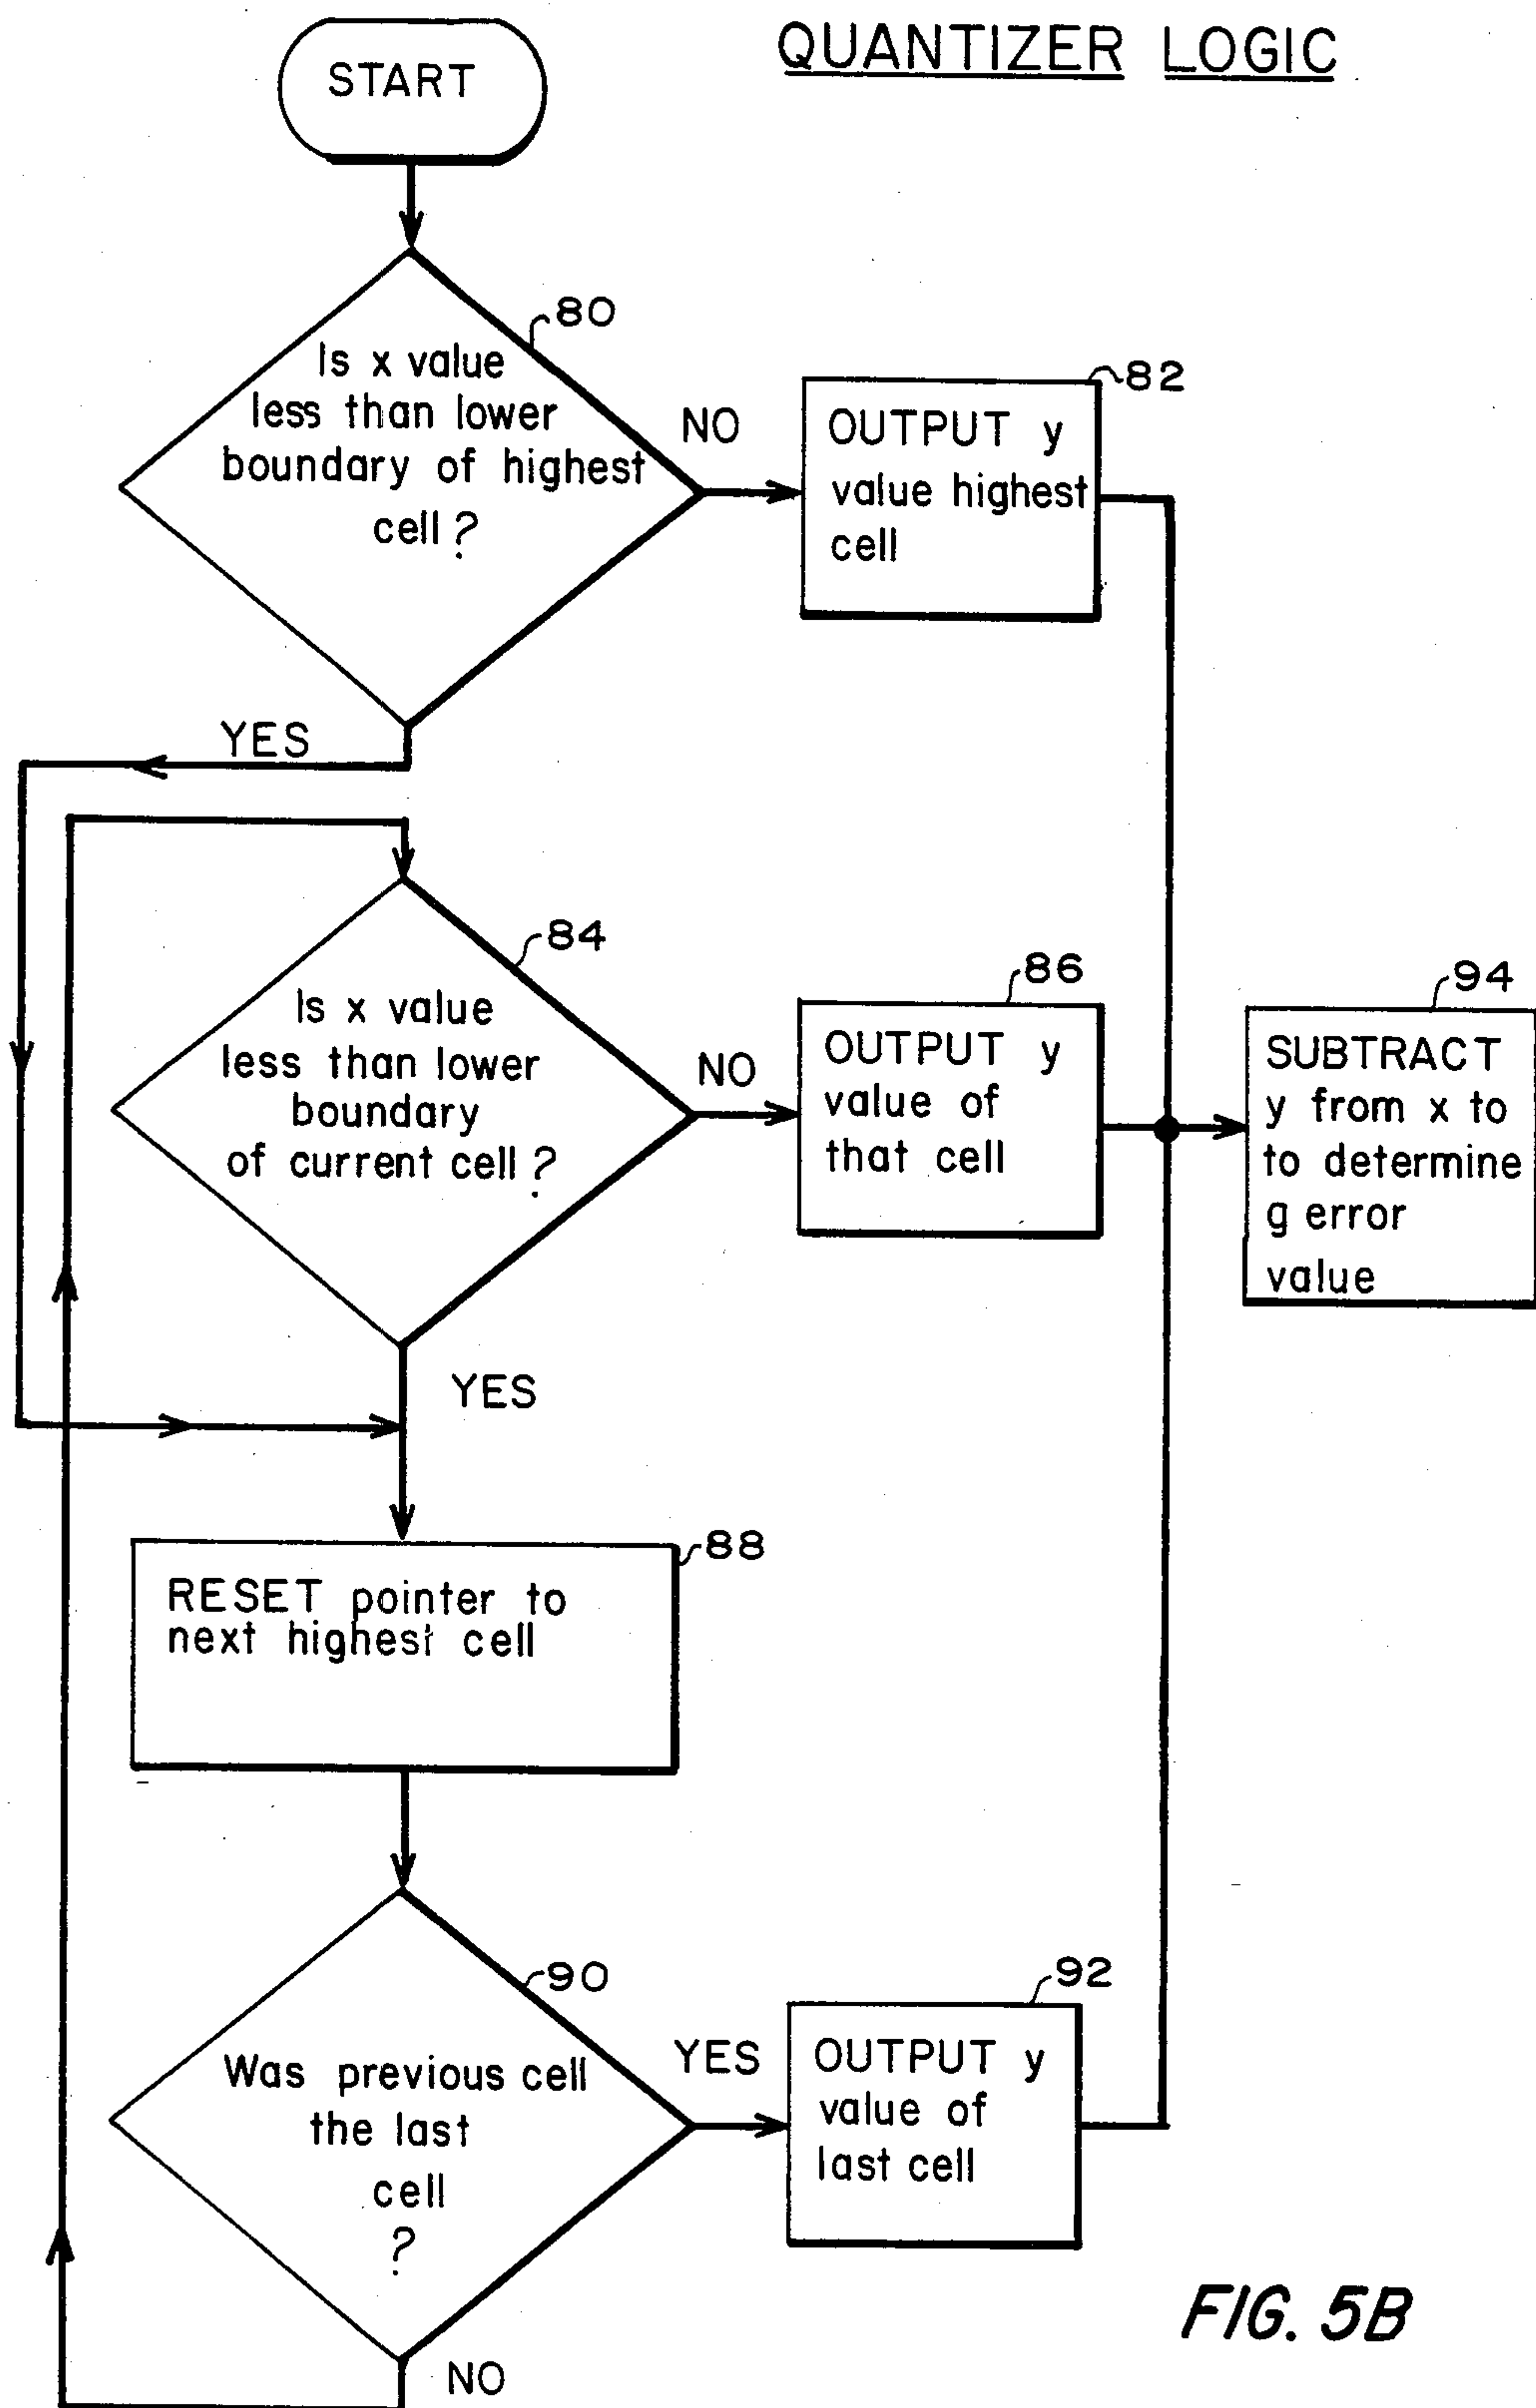 QUANTIZER LOGIC
START
80
Is x value
less than lower
boundary of highest
cell?
NO
82
OUTPUT y
value highest
cell
YES
84
Is x value
less than lower
boundary
of current cell?
NO
86
OUTPUT y
value of
that cell
94
SUBTRACT
y from x to
to determine
g error
value
YES
88
RESET pointer to
next highest cell
90
Was previous cell
the last
cell
?
YES
92
OUTPUT y
value of
last cell
NO
FIG. 5B